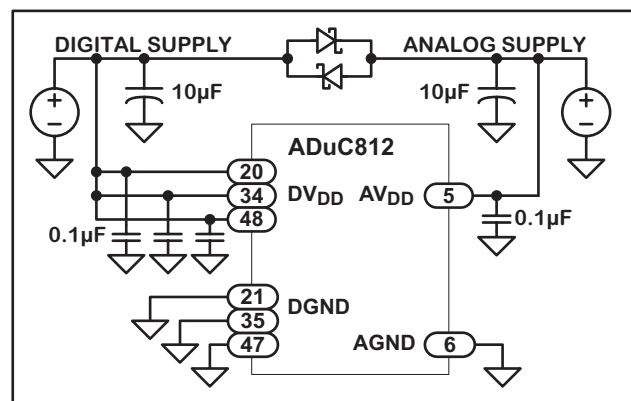 DIGITAL SUPPLY
ANALOG SUPPLY
+
−
10µF
10µF
+
−
ADuC812
20
34
48
DVDD
AVDD
5
0.1µF
0.1µF
21
35
47
DGND
AGND
6